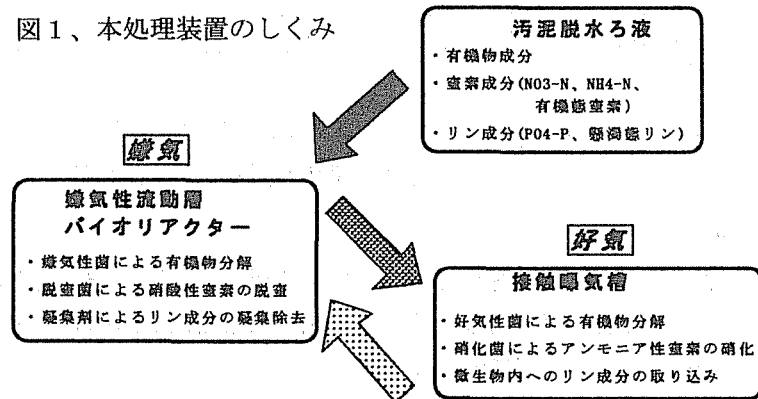 図1、本処理装置のしくみ
汚泥脱水ろ液
・有機物成分
・窒素成分(NO3-N、NH4-N、
有機態窒素)
・リン成分(PO4-P、懸濁態リン)
嫌気
嫌気性流動層
バイオリアクター
・嫌気性菌による有機物分解
・脱窒菌による硝酸性窒素の脱窒
・凝集剤によるリン成分の凝集除去
好気
接触曝気槽
・好気性菌による有機物分解
・硝化菌によるアンモニア性窒素の硝化
・微生物内へのリン成分の取り込み